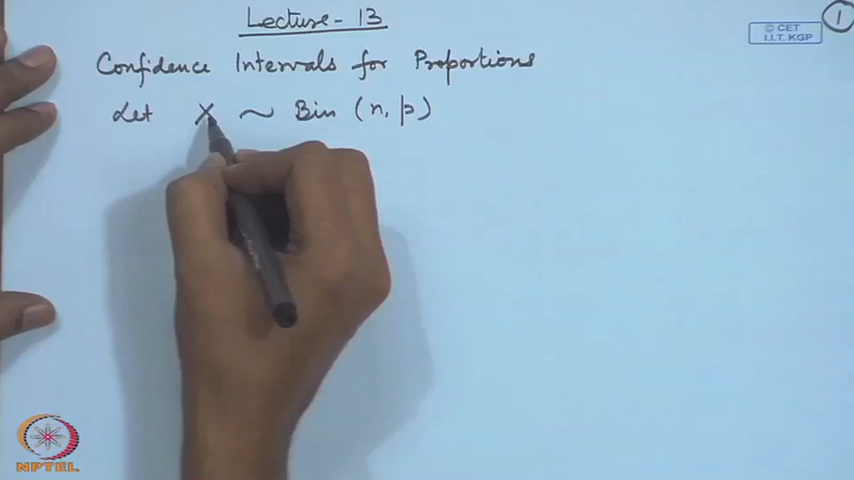 Lecture - 13
1
© CET
I.I.T. KGP
Confidence Intervals for Proportions
Let X ~ Bin (n, p)
NPTEL